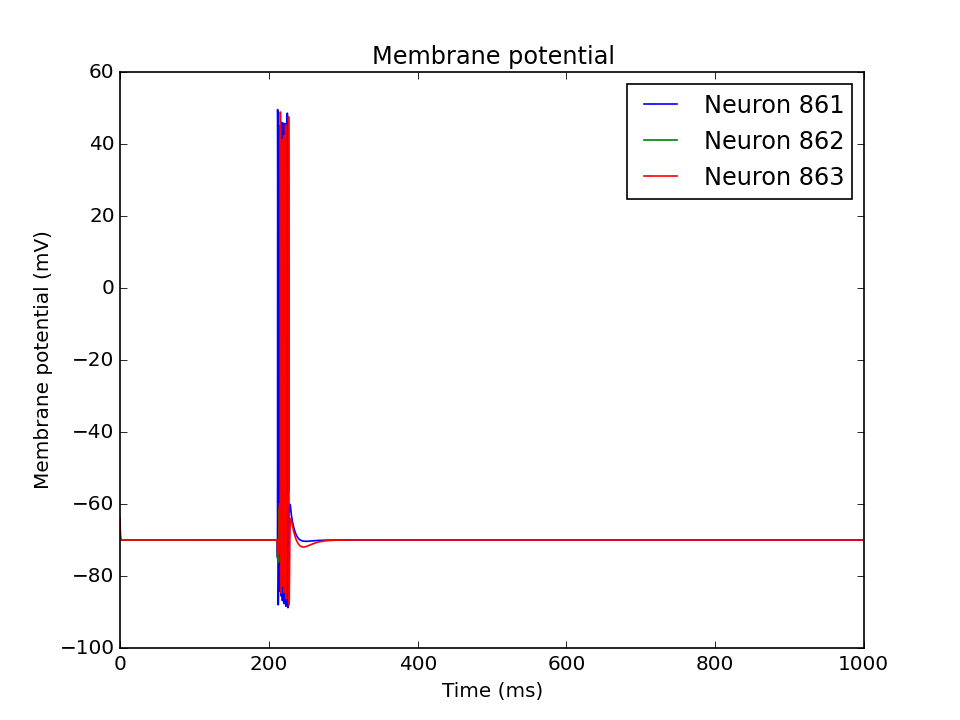 Membrane potential
60
40
20
0
−20
−40
−60
−80
−100
Membrane potential (mV)
Neuron 861
Neuron 862
Neuron 863
0 200 400 600 800 1000
Time (ms)